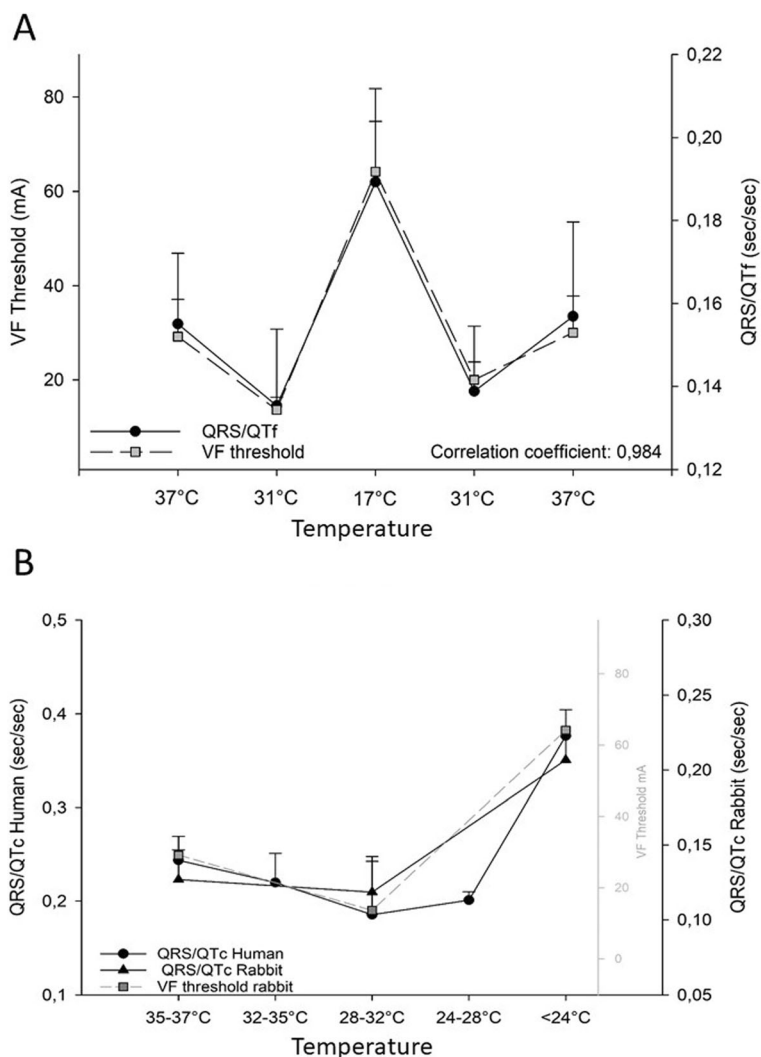 A
VF Threshold (mA)
80
60
40
20
0,22
0,20
0,18
0,16
0,14
0,12
QRS/QTf (sec/sec)
QRS/QTf
VF threshold
Correlation coefficient: 0,984
37°C 31°C 17°C 31°C 37°C
Temperature
B
QRS/QTc Human (sec/sec)
0,5
0,4
0,3
0,2
0,1
80
60
40
20
0
VF Threshold mA
0,30
0,25
0,20
0,15
0,10
0,05
QRS/QTc Rabbit (sec/sec)
QRS/QTc Human
QRS/QTc Rabbit
VF threshold rabbit
35-37°C 32-35°C 28-32°C 24-28°C <24°C
Temperature